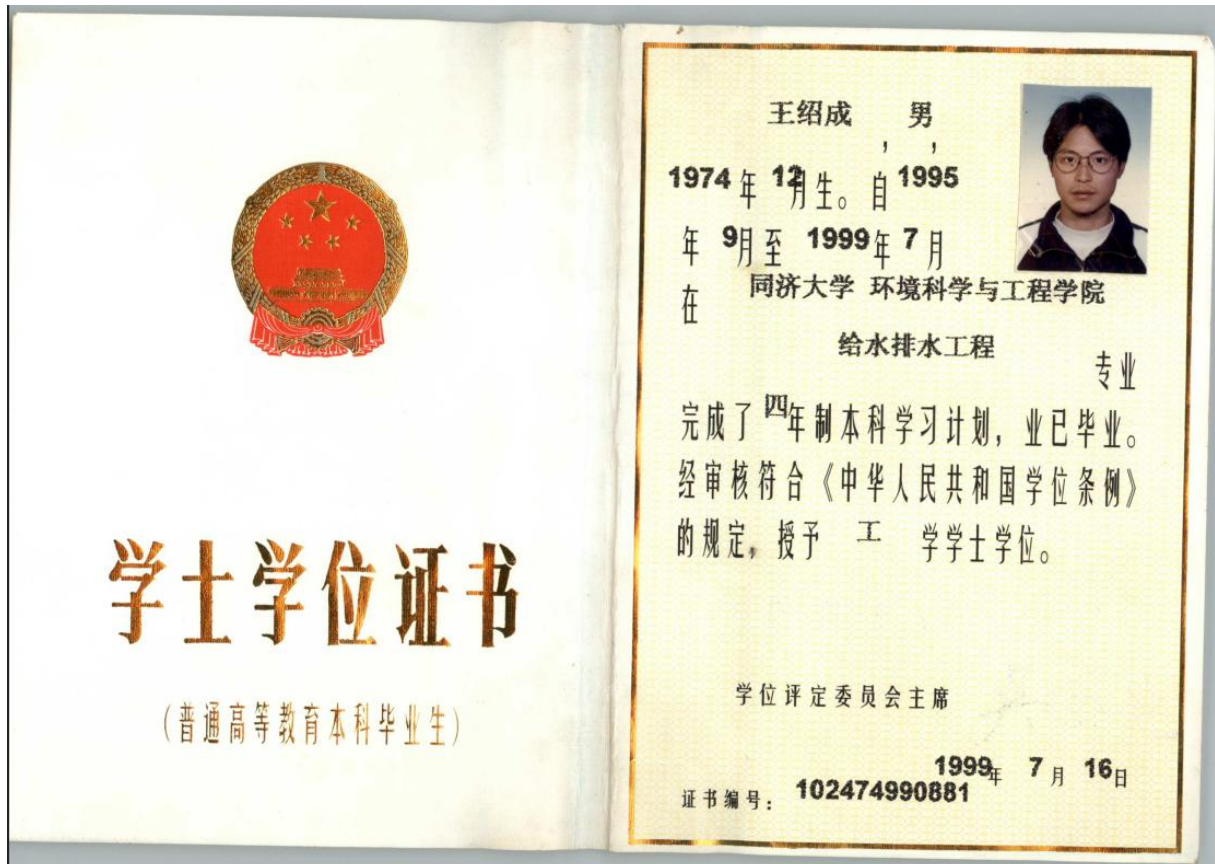 学士学位证书
(普通高等教育本科毕业生)
王绍成 , 男 ,
1974 年 12 月生。自 1995
年 9 月至 1999 年 7 月
在 同济大学 环境科学与工程学院
给水排水工程 专业
完成了 四 年制本科学习计划，业已毕业。
经审核符合《中华人民共和国学位条例》
的规定，授予 工 学学士学位。
学位评定委员会主席
1999 年 7 月 16 日
证书编号： 102474990881